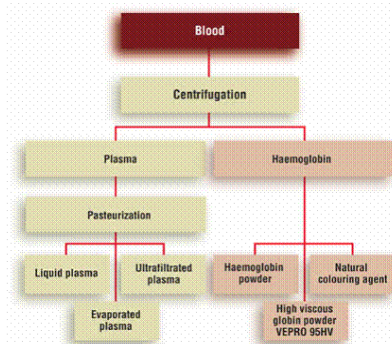 Blood
Centrifugation
Plasma
Haemoglobin
Pasteurization
Liquid plasma
Ultrafiltrated
plasma
Haemoglobin
powder
Natural
colouring agent
Evaporated
plasma
High viscous
globin powder
VEPRO 95HV